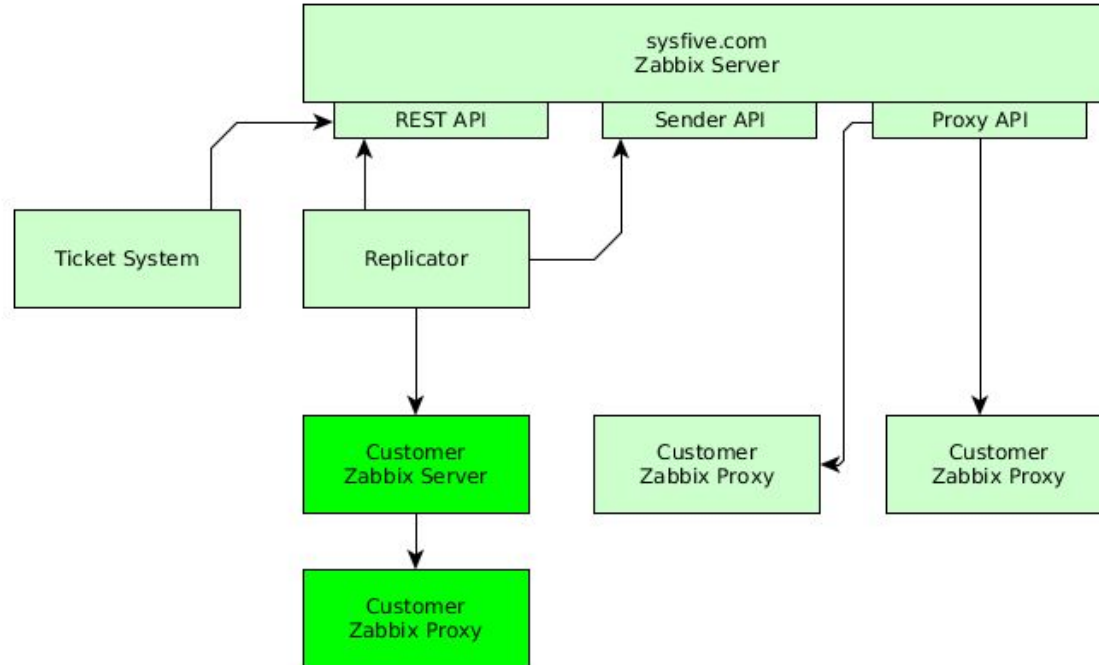 sysfive.com
Zabbix Server
REST API
Sender API
Proxy API
Ticket System
Replicator
Customer
Zabbix Server
Customer
Zabbix Proxy
Customer
Zabbix Proxy
Customer
Zabbix Proxy